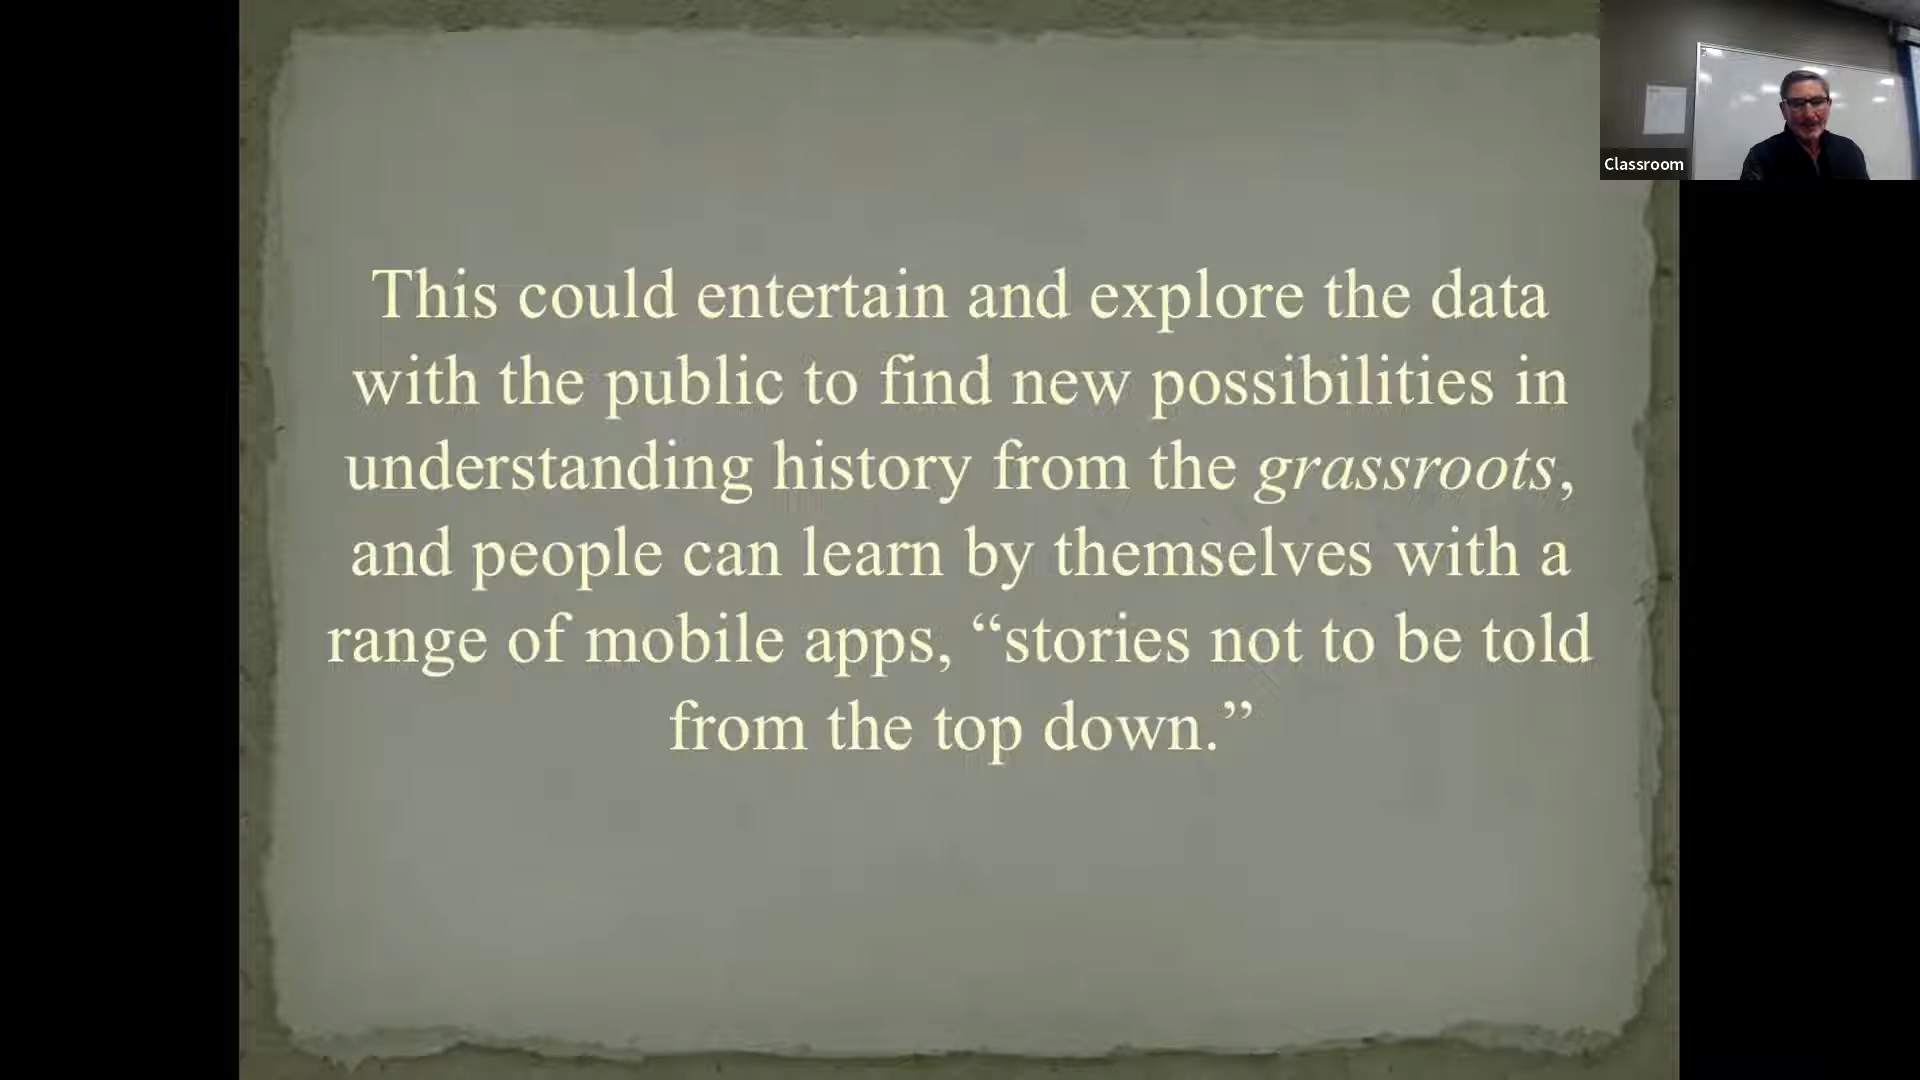 This could entertain and explore the data
with the public to find new possibilities in
understanding history from the grassroots,
and people can learn by themselves with a
range of mobile apps, “stories not to be told
from the top down.”
Classroom